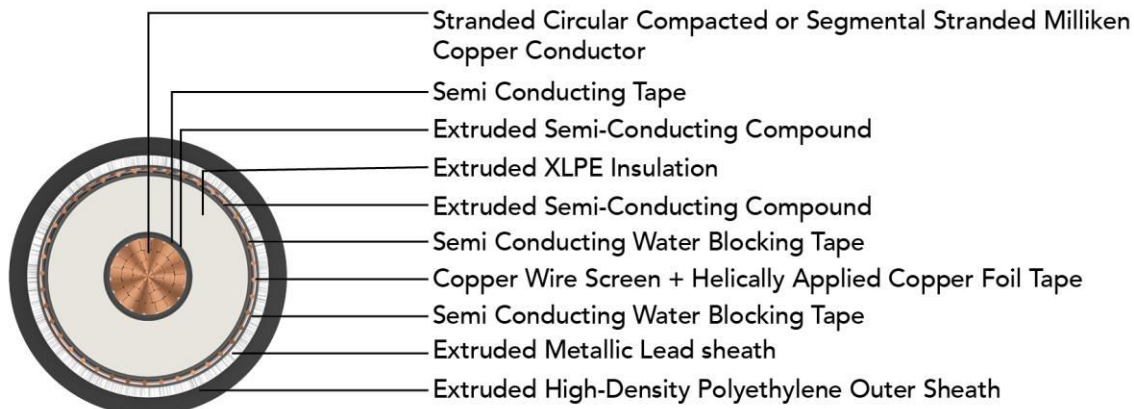 Stranded Circular Compacted or Segmental Stranded Milliken
Copper Conductor
Semi Conducting Tape
Extruded Semi-Conducting Compound
Extruded XLPE Insulation
Extruded Semi-Conducting Compound
Semi Conducting Water Blocking Tape
Copper Wire Screen + Helically Applied Copper Foil Tape
Semi Conducting Water Blocking Tape
Extruded Metallic Lead sheath
Extruded High-Density Polyethylene Outer Sheath